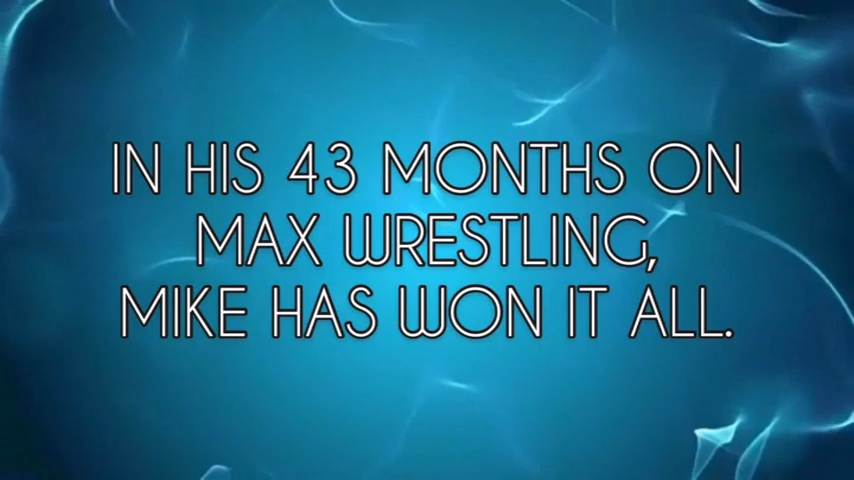 IN HIS 43 MONTHS ON
MAX WRESTLING,
MIKE HAS WON IT ALL.